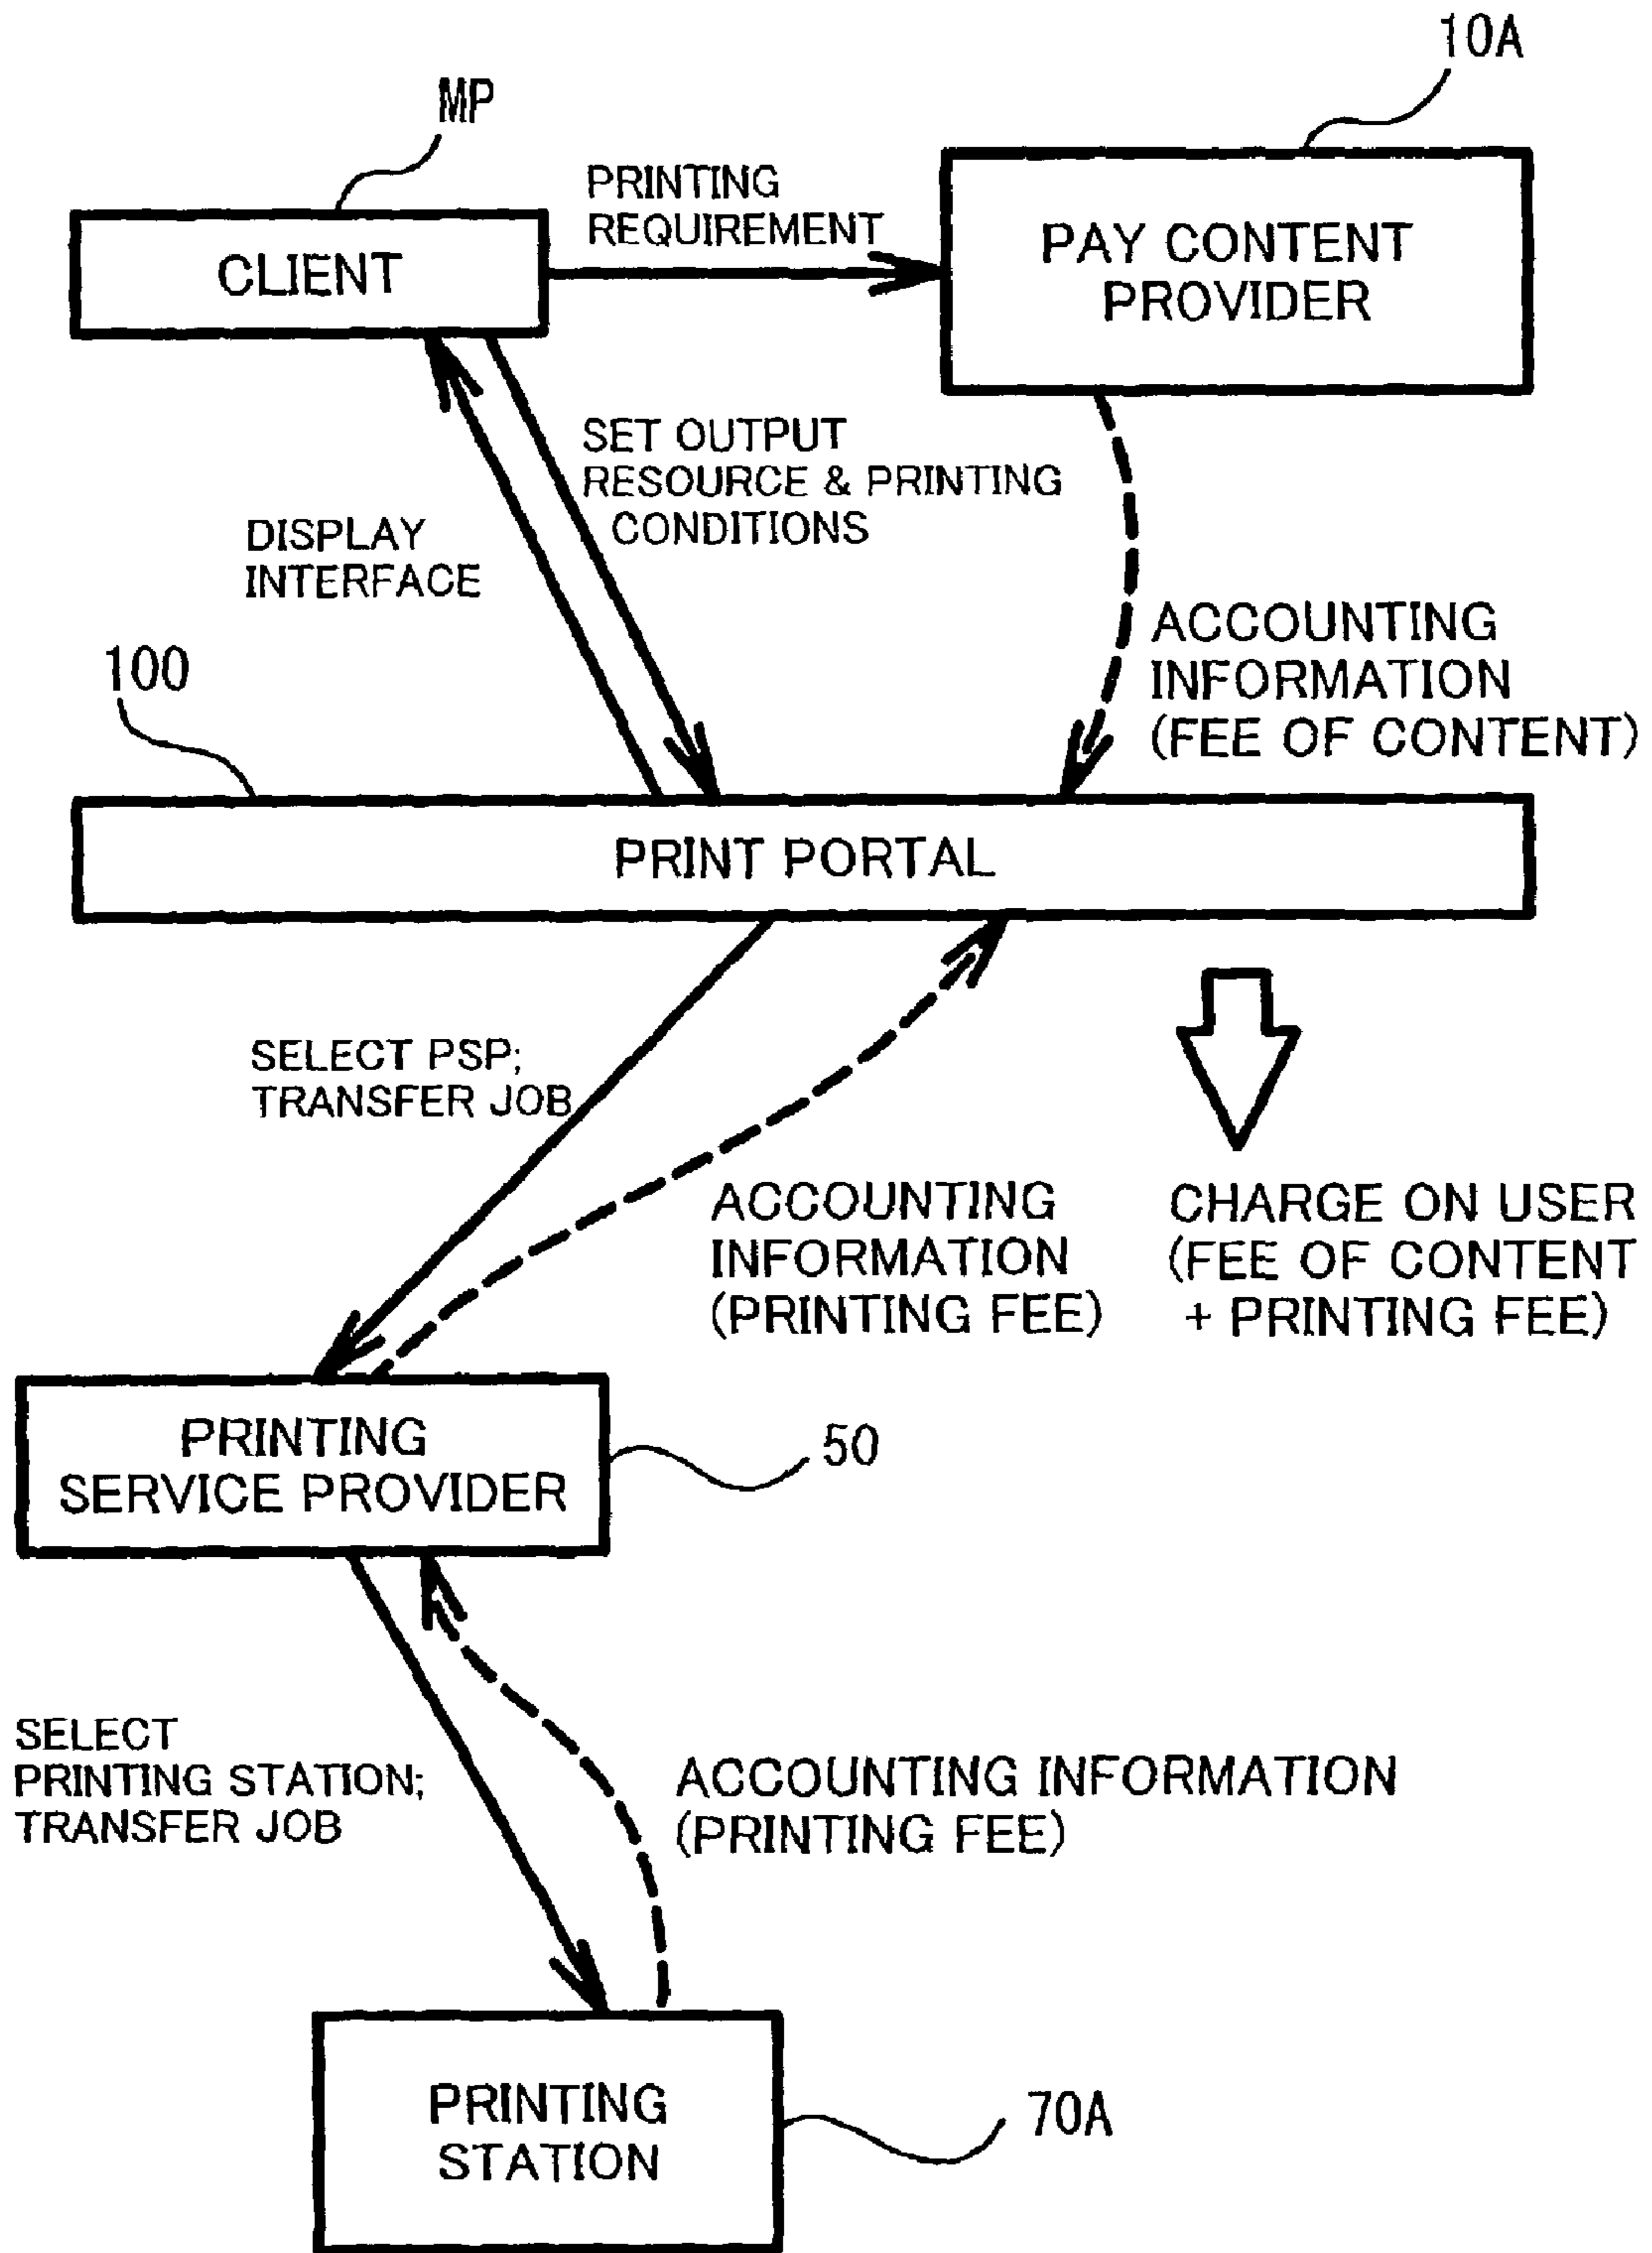 10A
MP
PRINTING
REQUIREMENT
CLIENT
PAY CONTENT
PROVIDER
SET OUTPUT
RESOURCE & PRINTING
CONDITIONS
DISPLAY
INTERFACE
ACCOUNTING
INFORMATION
(FEE OF CONTENT)
100
PRINT PORTAL
SELECT PSP;
TRANSFER JOB
ACCOUNTING
INFORMATION
(PRINTING FEE)
CHARGE ON USER
(FEE OF CONTENT
+ PRINTING FEE)
PRINTING
SERVICE PROVIDER
50
SELECT
PRINTING STATION;
TRANSFER JOB
ACCOUNTING INFORMATION
(PRINTING FEE)
PRINTING
STATION
70A